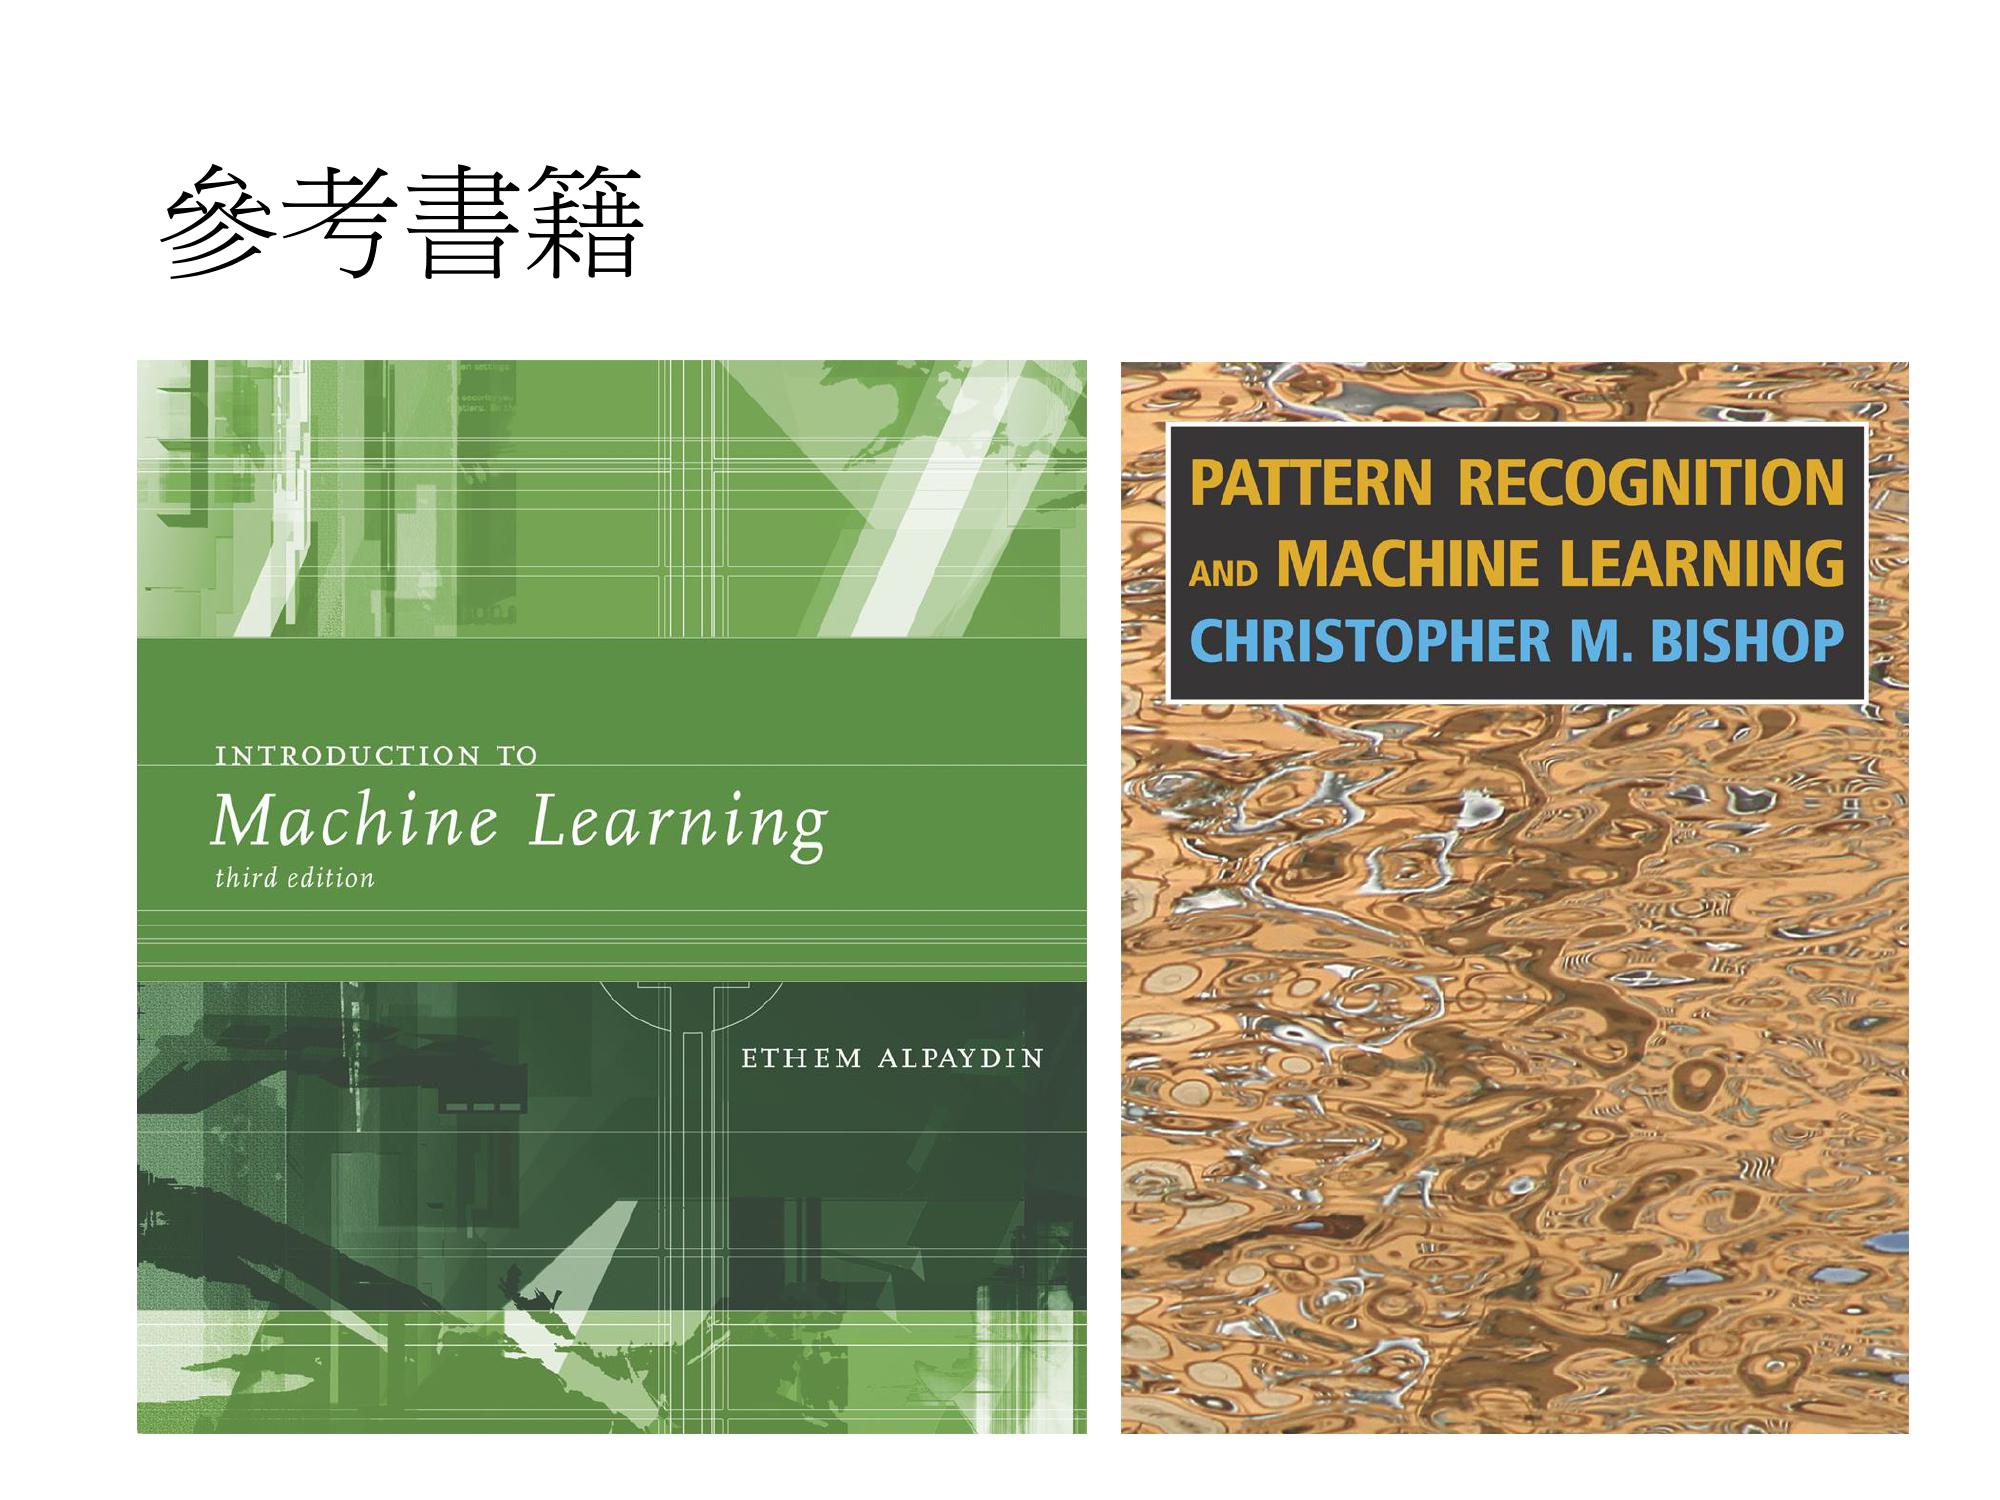 參考書籍
INTRODUCTION TO
Machine Learning
third edition
ETHEM ALPAYDIN
PATTERN RECOGNITION
AND MACHINE LEARNING
CHRISTOPHER M. BISHOP